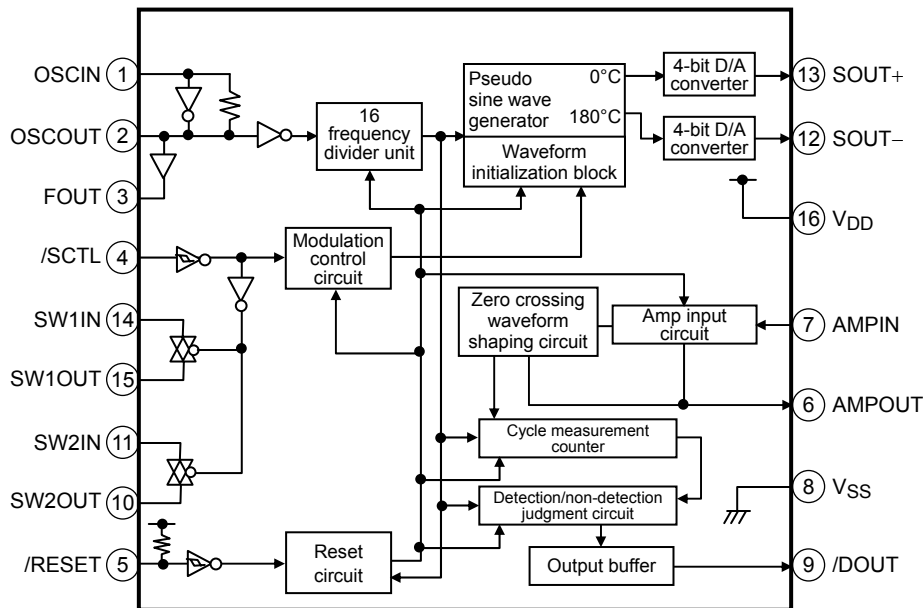 OSCIN 1
OSCOUT 2
FOUT 3
/SCTL 4
SW1IN 14
SW1OUT 15
SW2IN 11
SW2OUT 10
/RESET 5
16
frequency
divider unit
Pseudo
sine wave
generator
0°C
180°C
Waveform
initialization block
4-bit D/A
converter
4-bit D/A
converter
Modulation
control
circuit
Zero crossing
waveform
shaping circuit
Amp input
circuit
Cycle measurement
counter
Detection/non-detection
judgment circuit
Reset
circuit
Output buffer
13 SOUT+
12 SOUT−
16 VDD
7 AMPIN
6 AMPOUT
8 VSS
9 /DOUT